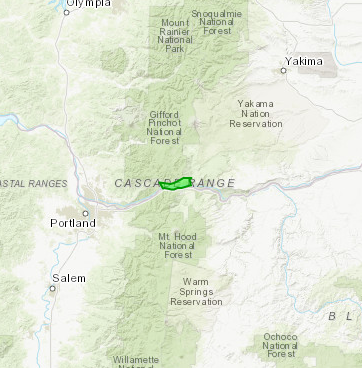 Olympia
Snoqualmie
National
Forest
Mount
Rainier
National
Park
Yakima
Yakama
Nation
Reservation
Gifford
Pinchot
National
Forest
ASTAL RANGES
CASCADE RANGE
Portland
Mt. Hood
National
Forest
Salem
Warm
Springs
Reservation
B L
Ochoco
National
Forest
Willamette
National